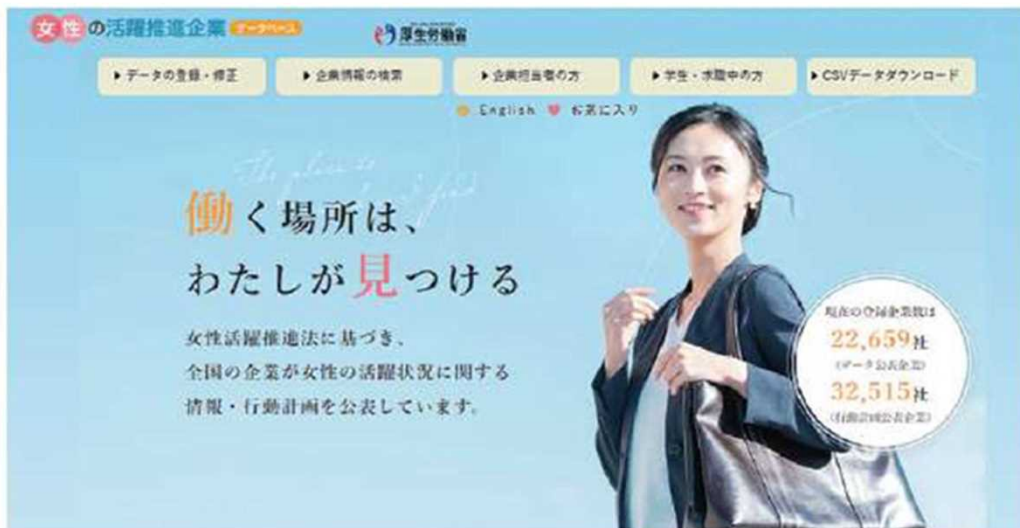 女性の活躍推進企業 データベース
厚生労働省
▶データの登録・修正
▶企業情報の検索
▶企業担当者の方
▶学生・求職中の方
▶CSVデータダウンロード
English
お気に入り
働く場所は、
わたしが見つける
女性活躍推進法に基づき、
全国の企業が女性の活躍状況に関する
情報・行動計画を公表しています。
現在の登録企業数は
22,659社
(データ公表企業)
32,515社
(行動計画公表企業)